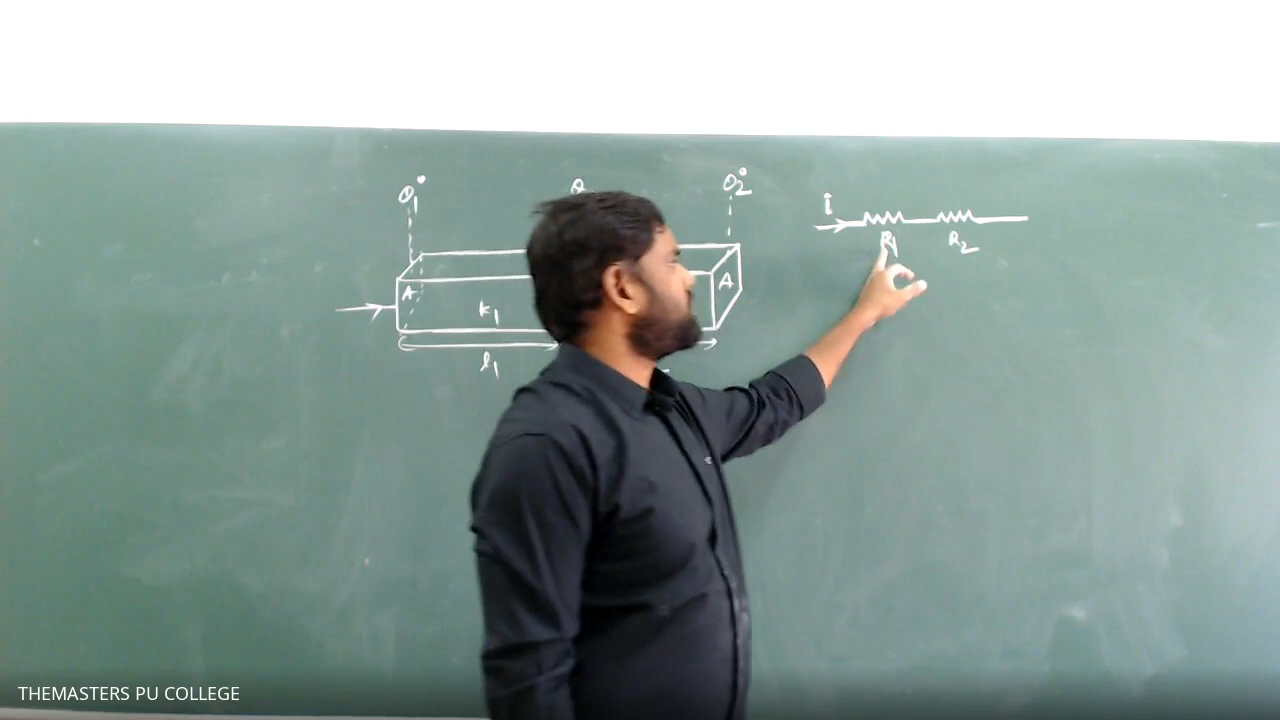 θ₁° θ θ₂°
i
R₁ R₂
A A
K₁
l₁
THEMASTERS PU COLLEGE